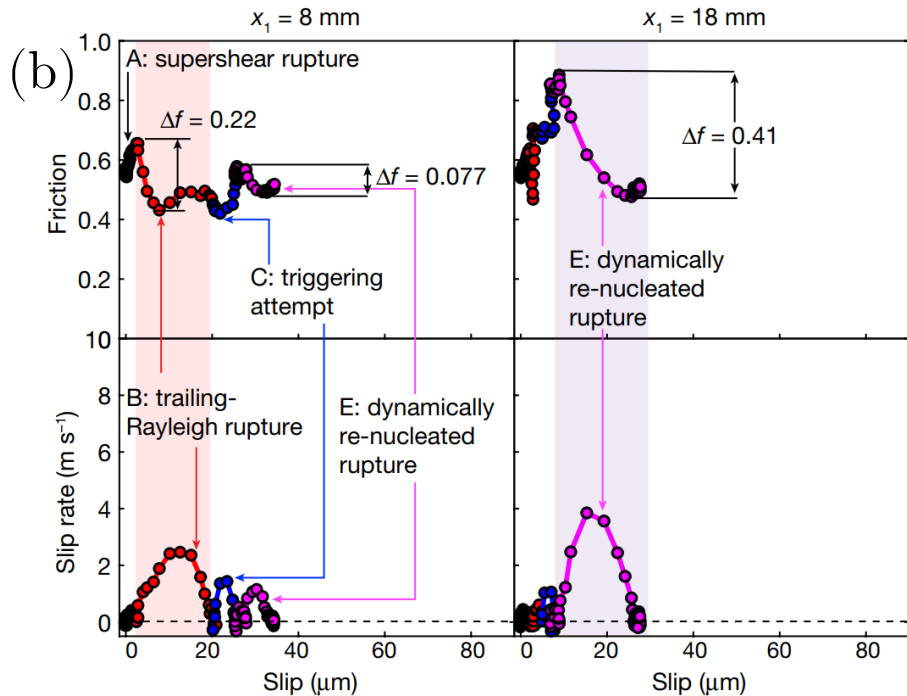 x₁ = 8 mm
x₁ = 18 mm
(b)
1.0
0.8
0.6
0.4
0.2
10
Friction
A: supershear rupture
Δf = 0.22
Δf = 0.077
Δf = 0.41
C: triggering
attempt
E: dynamically
re-nucleated
rupture
8
6
4
2
0
Slip rate (m s⁻¹)
B: trailing-
Rayleigh rupture
E: dynamically
re-nucleated
rupture
0
20
40
60
80
0
20
40
60
80
Slip (μm)
Slip (μm)